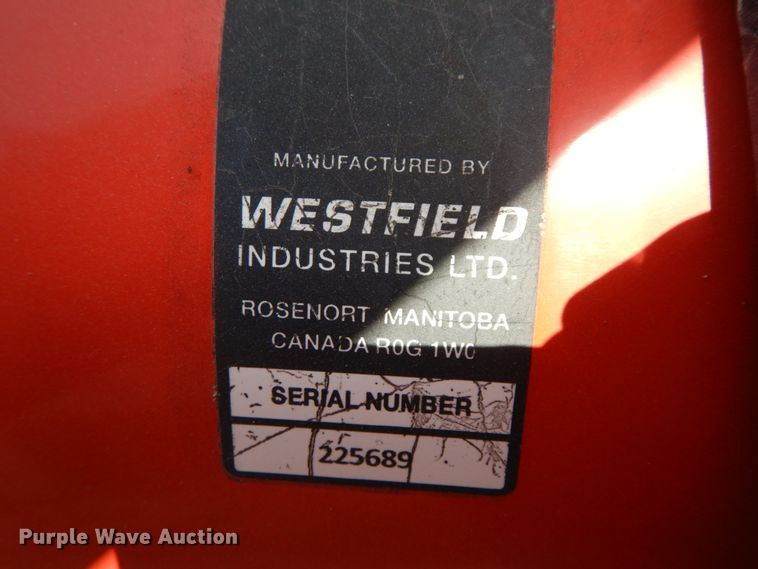 MANUFACTURED BY
WESTFIELD
INDUSTRIES LTD.
ROSENORT MANITOBA
CANADA R0G 1W0
SERIAL NUMBER
225689
Purple Wave Auction